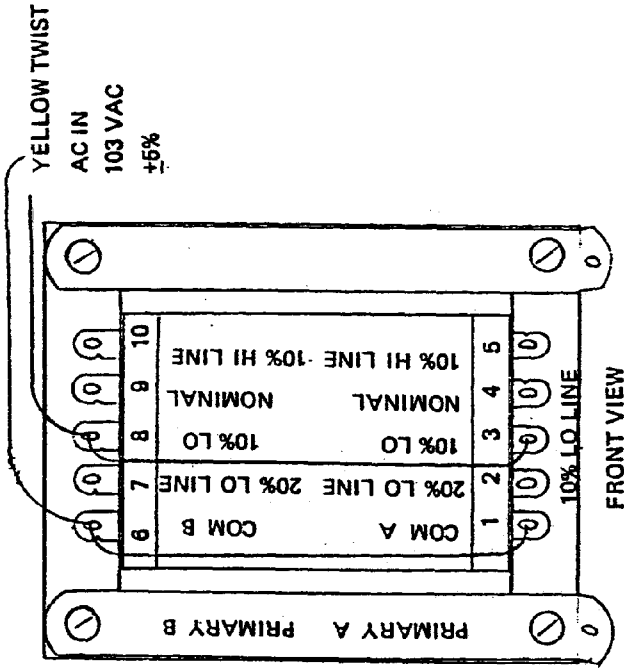 YELLOW TWIST
AC IN
103 VAC
±5%
10 9 8 7 6
10% HI LINE
NOMINAL
10% LO
20% LO LINE
COM B
10% HI LINE
NOMINAL
10% LO
20% LO LINE
COM A
5 4 3 2 1
PRIMARY B
PRIMARY A
10% LO LINE
FRONT VIEW